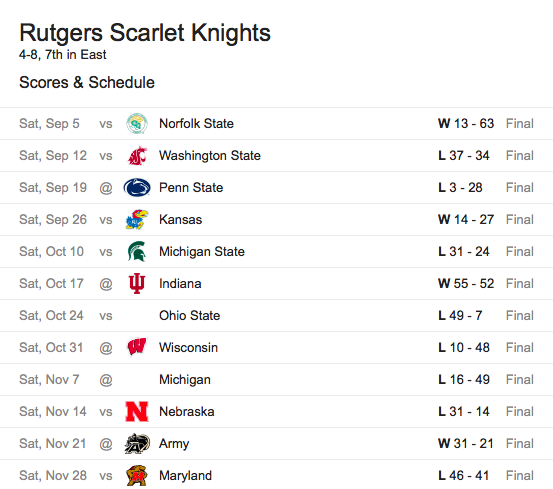 Rutgers Scarlet Knights
4-8, 7th in East
Scores & Schedule
Sat, Sep 5 vs Norfolk State W 13 - 63 Final
Sat, Sep 12 vs Washington State L 37 - 34 Final
Sat, Sep 19 @ Penn State L 3 - 28 Final
Sat, Sep 26 vs Kansas W 14 - 27 Final
Sat, Oct 10 vs Michigan State L 31 - 24 Final
Sat, Oct 17 @ Indiana W 55 - 52 Final
Sat, Oct 24 vs Ohio State L 49 - 7 Final
Sat, Oct 31 @ Wisconsin L 10 - 48 Final
Sat, Nov 7 @ Michigan L 16 - 49 Final
Sat, Nov 14 vs N Nebraska L 31 - 14 Final
Sat, Nov 21 @ Army W 31 - 21 Final
Sat, Nov 28 vs Maryland L 46 - 41 Final